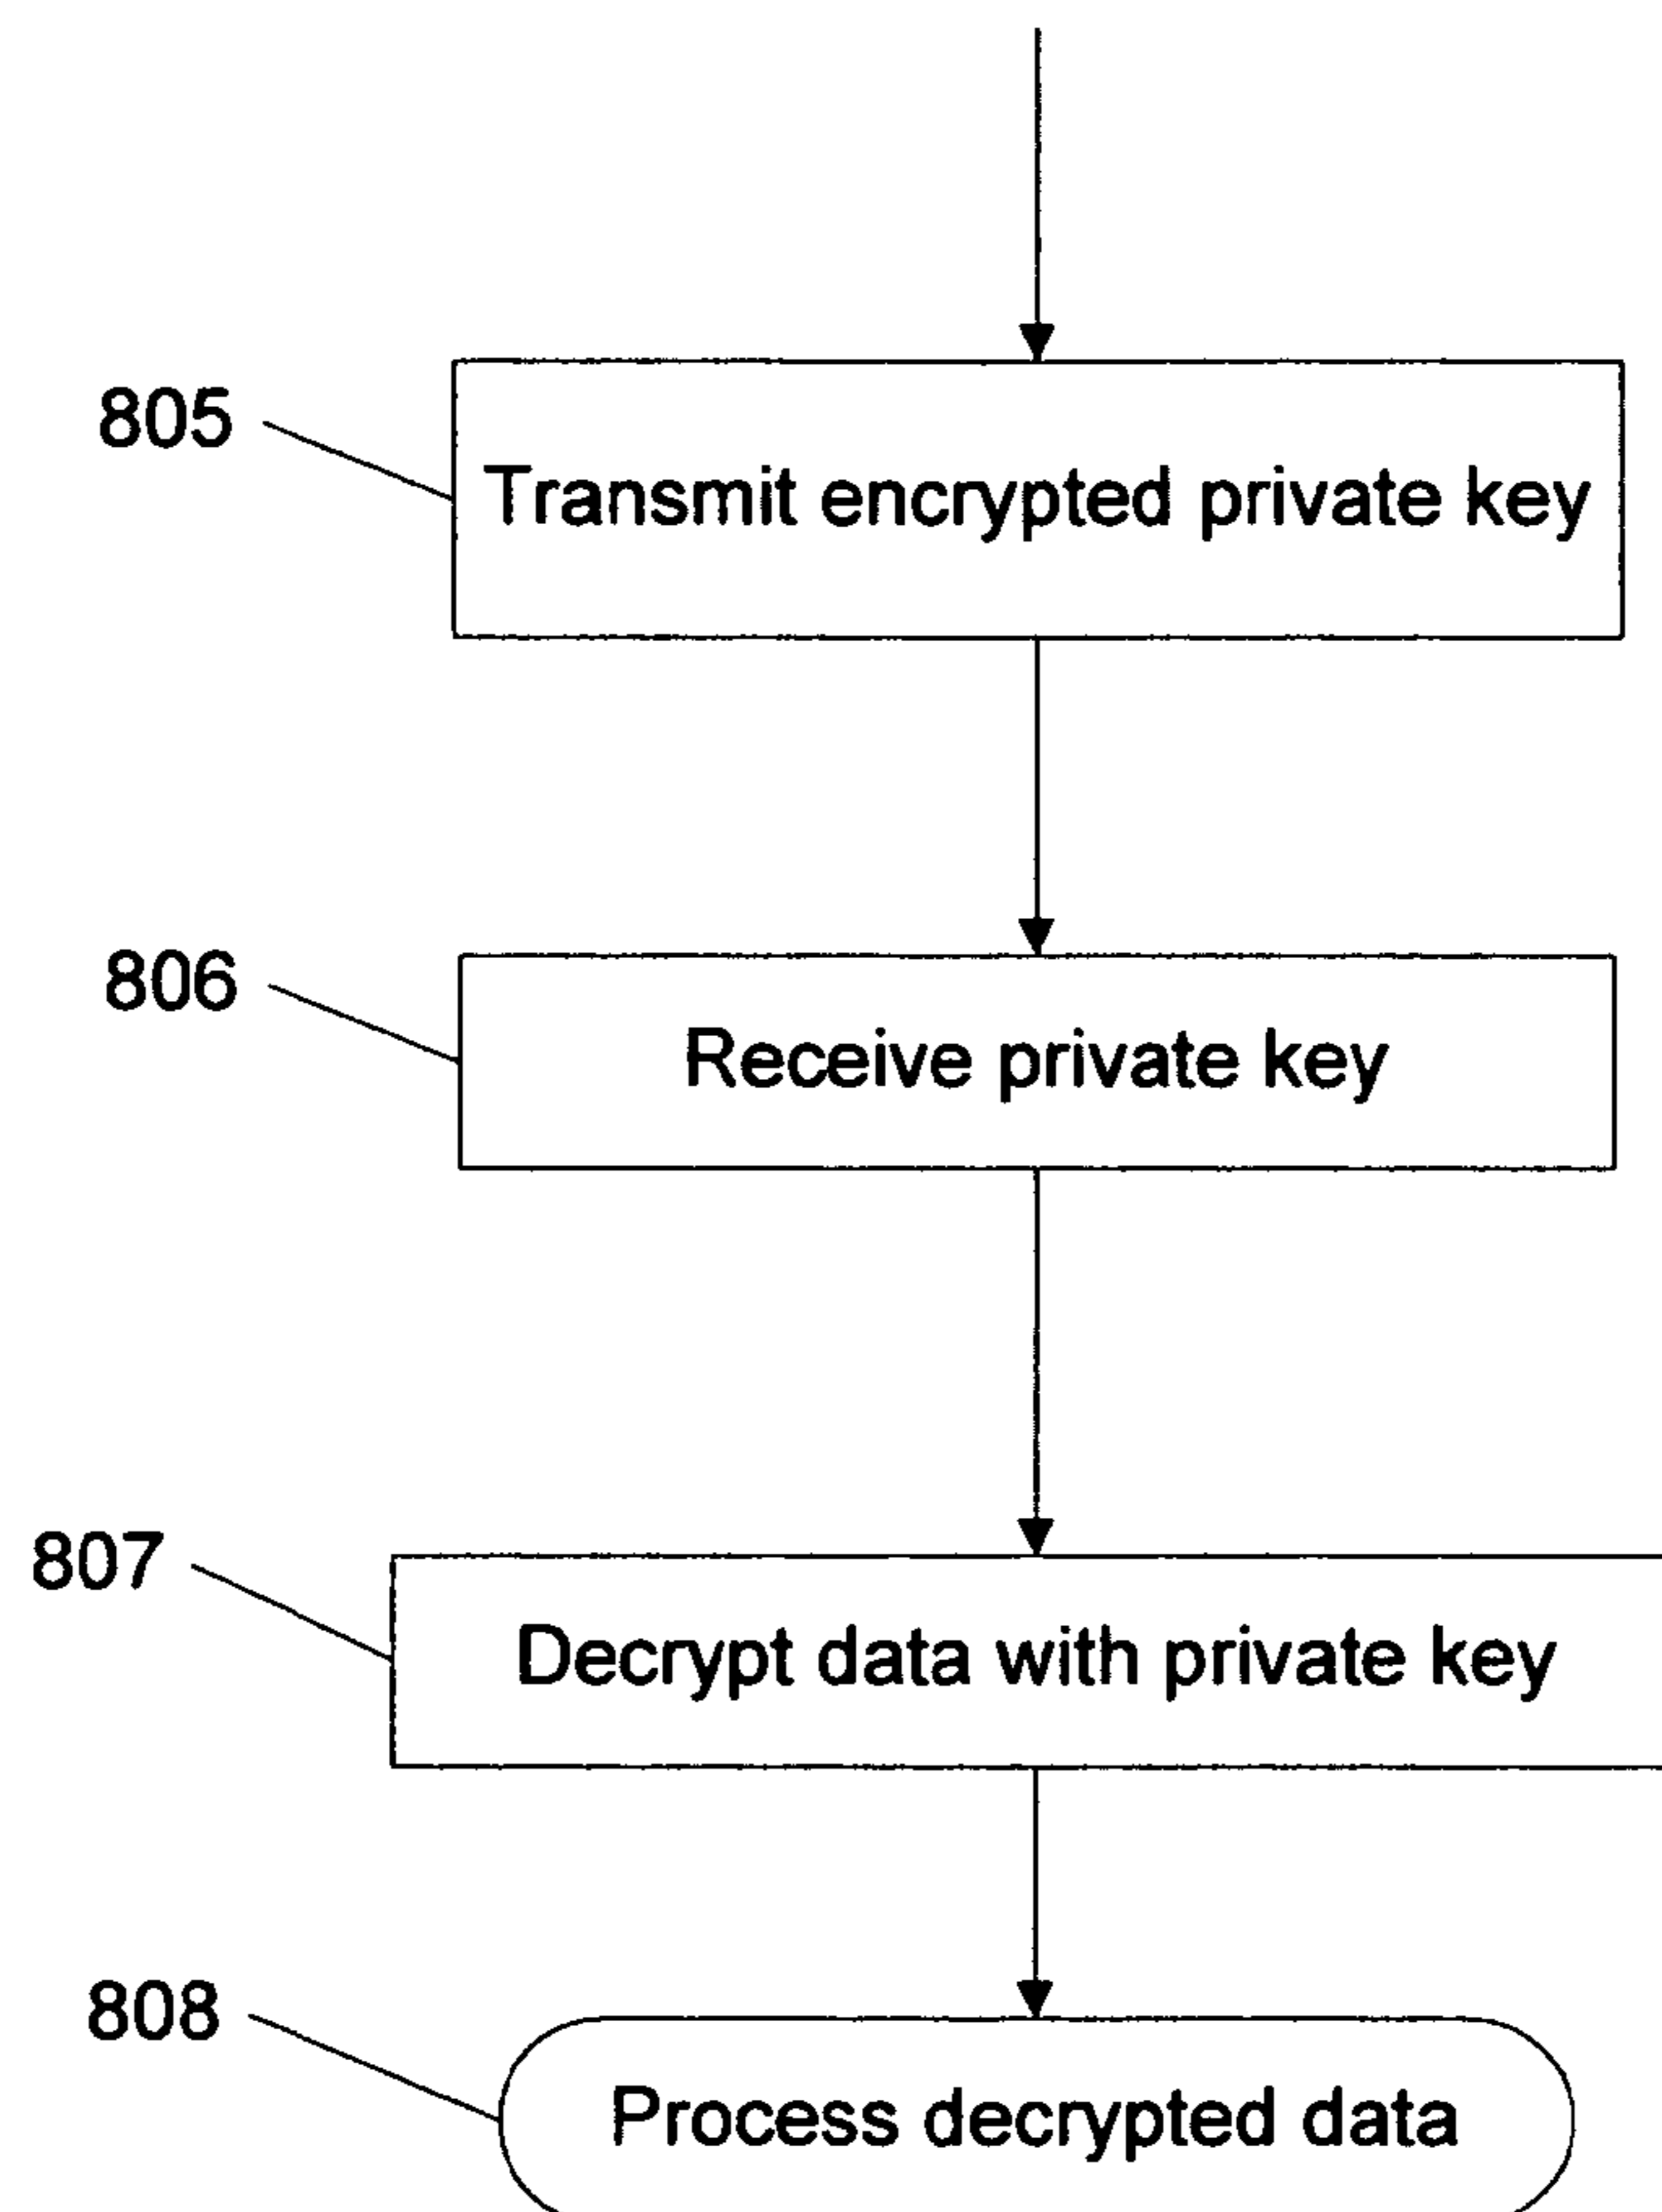 805
Transmit encrypted private key
806
Receive private key
807
Decrypt data with private key
808
Process decrypted data